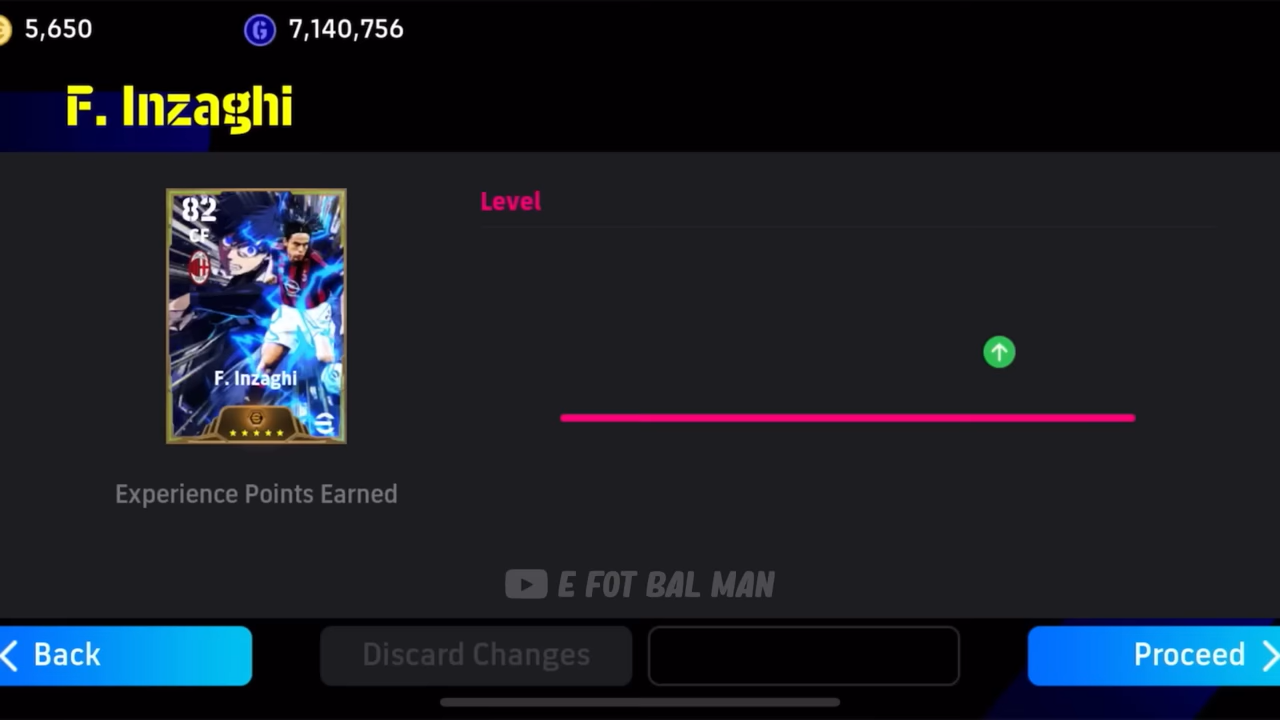 5,650
7,140,756
F. Inzaghi
82
CF
Level
F. Inzaghi
Experience Points Earned
E FOT BAL MAN
Back
Discard Changes
Proceed